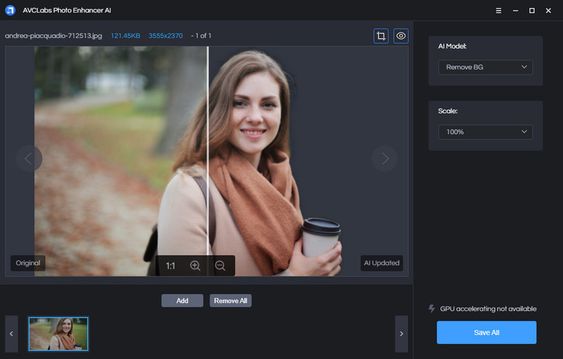 AVCLabs Photo Enhancer AI
andrea-piacquadio-712513.jpg 121.45KB 3555x2370 - 1 of 1
AI Model:
Remove BG
Scale:
100%
Original
1:1
AI Updated
Add Remove All
GPU accelerating not available
Save All